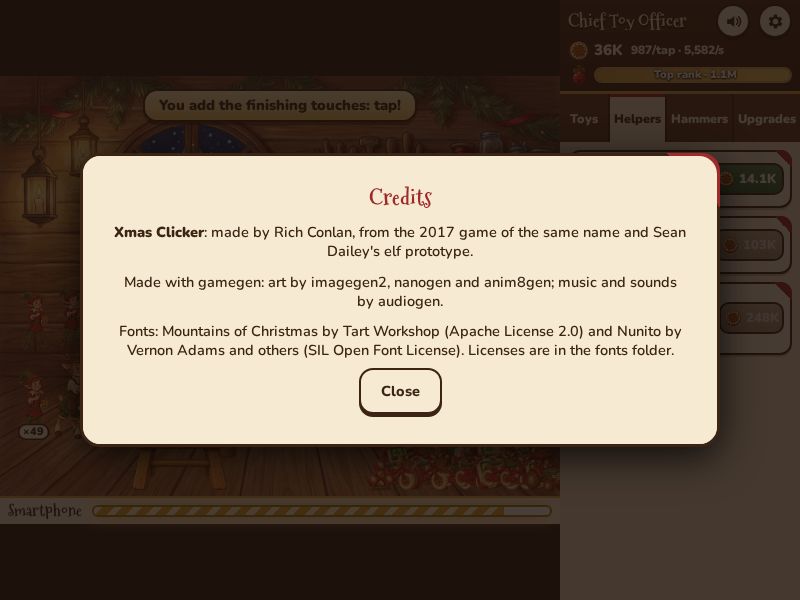 Chief Toy Officer
36K 987/tap · 5,582/s
Top rank · 1.1M
You add the finishing touches: tap!
Toys Helpers Hammers Upgrades
14.1K
103K
248K
Credits
Xmas Clicker: made by Rich Conlan, from the 2017 game of the same name and Sean
Dailey's elf prototype.
Made with gamegen: art by imagegen2, nanogen and anim8gen; music and sounds
by audiogen.
Fonts: Mountains of Christmas by Tart Workshop (Apache License 2.0) and Nunito by
Vernon Adams and others (SIL Open Font License). Licenses are in the fonts folder.
Close
×49
Smartphone